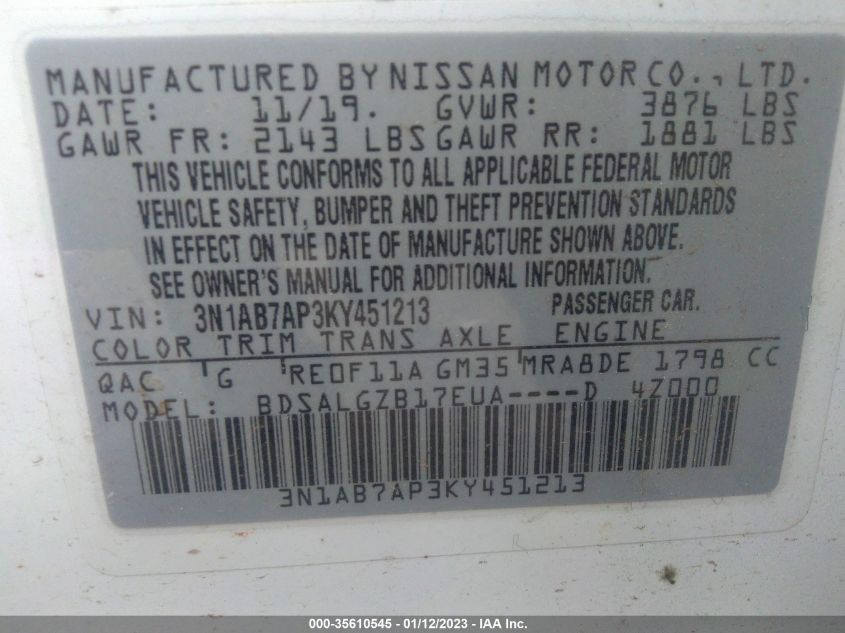 MANUFACTURED BY NISSAN MOTOR CO., LTD.
DATE: 11/19. GVWR: 3876 LBS
GAWR FR: 2143 LBS GAWR RR: 1881 LBS
THIS VEHICLE CONFORMS TO ALL APPLICABLE FEDERAL MOTOR
VEHICLE SAFETY, BUMPER AND THEFT PREVENTION STANDARDS
IN EFFECT ON THE DATE OF MANUFACTURE SHOWN ABOVE.
SEE OWNER'S MANUAL FOR ADDITIONAL INFORMATION.
VIN: 3N1AB7AP3KY451213 PASSENGER CAR.
COLOR TRIM TRANS AXLE ENGINE
QAC G RE0F11A GM35 MRA8DE 1798 CC
MODEL: BDSALGZB17EUA----D 4Z000
3N1AB7AP3KY451213
000-35610545 - 01/12/2023 - IAA Inc.